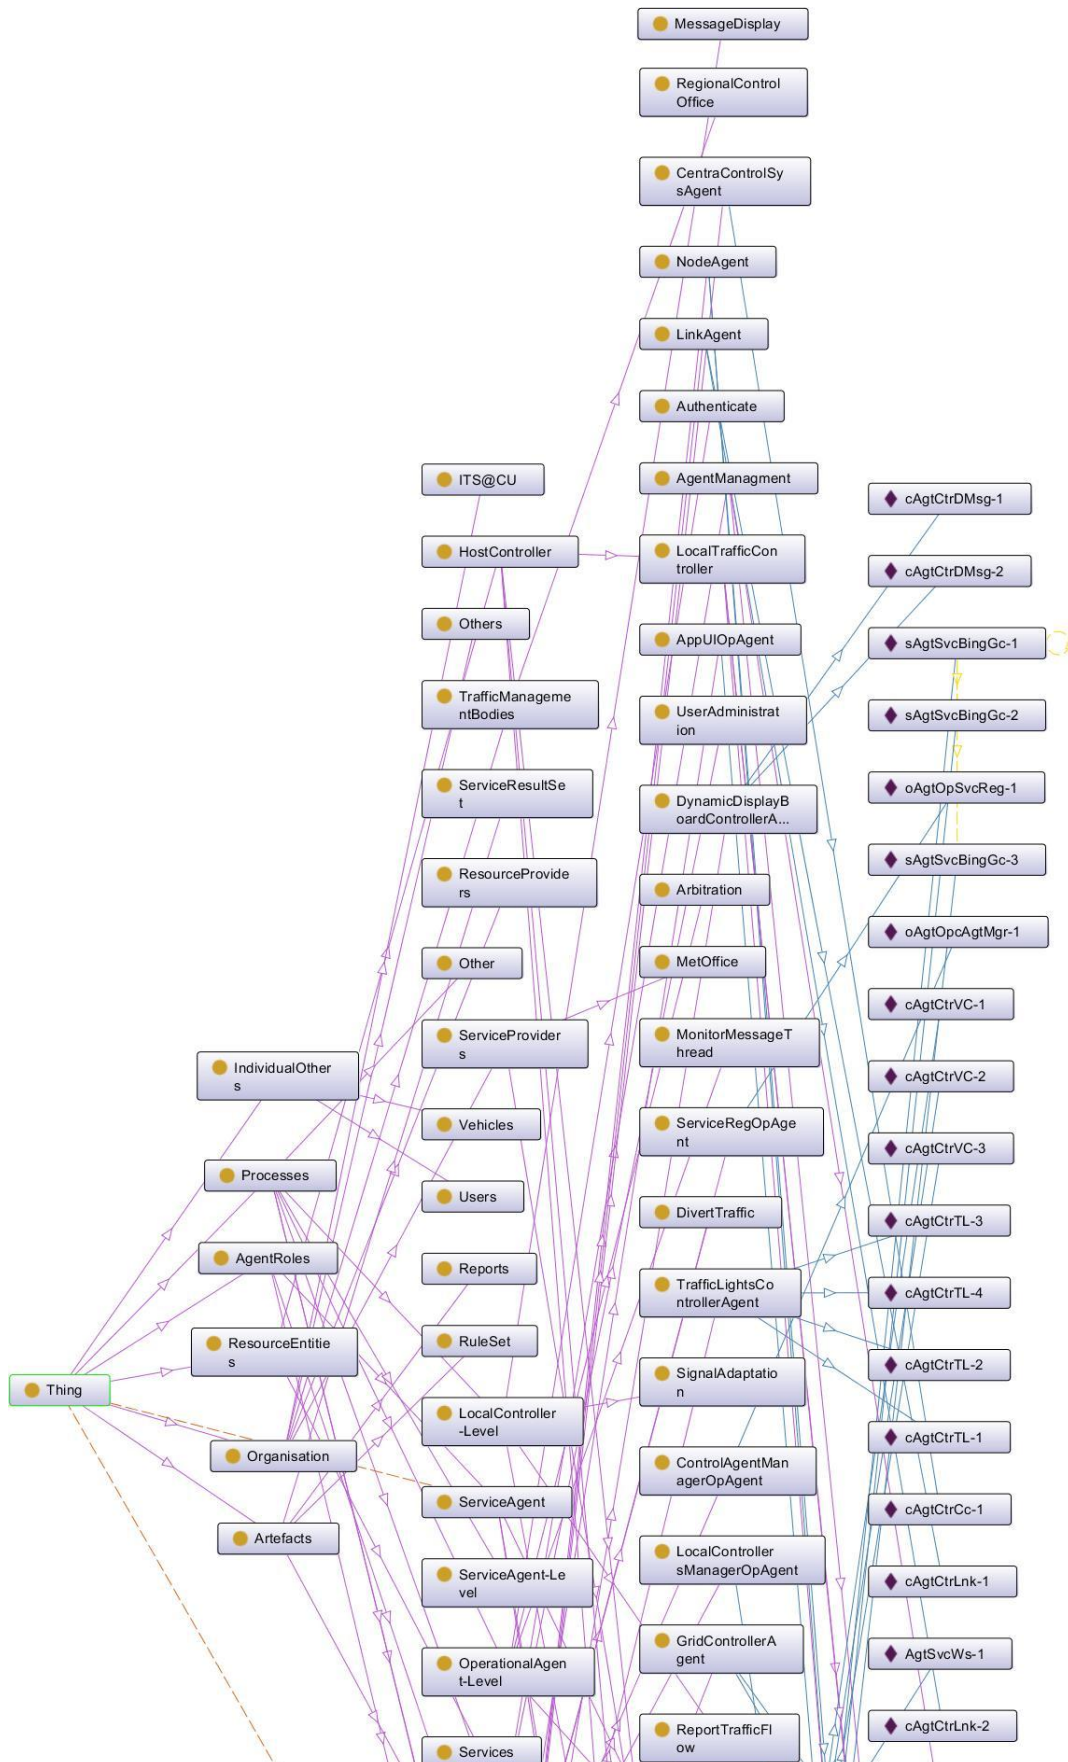 MessageDisplay
RegionalControl
Office
CentraControlSy
sAgent
NodeAgent
LinkAgent
Authenticate
AgentManagment
LocalTrafficCon
troller
AppUIOpAgent
UserAdministrat
ion
DynamicDisplayB
oardControllerA...
Arbitration
MetOffice
MonitorMessageT
hread
ServiceRegOpAge
nt
DivertTraffic
TrafficLightsCo
ntrollerAgent
SignalAdaptatio
n
ControlAgentMan
agerOpAgent
LocalController
sManagerOpAgent
GridControllerA
gent
ReportTrafficFl
ow
ITS@CU
HostController
Others
TrafficManageme
ntBodies
ServiceResultSe
t
ResourceProvide
rs
Other
ServiceProvider
s
Vehicles
Users
Reports
RuleSet
LocalController
-Level
ServiceAgent
ServiceAgent-Le
vel
OperationalAgen
t-Level
Services
IndividualOther
s
Processes
AgentRoles
ResourceEntitie
s
Organisation
Artefacts
Thing
cAgtCtrDMsg-1
cAgtCtrDMsg-2
sAgtSvcBingGc-1
sAgtSvcBingGc-2
oAgtOpSvcReg-1
sAgtSvcBingGc-3
oAgtOpcAgtMgr-1
cAgtCtrVC-1
cAgtCtrVC-2
cAgtCtrVC-3
cAgtCtrTL-3
cAgtCtrTL-4
cAgtCtrTL-2
cAgtCtrTL-1
cAgtCtrCc-1
cAgtCtrLnk-1
AgtSvcWs-1
cAgtCtrLnk-2